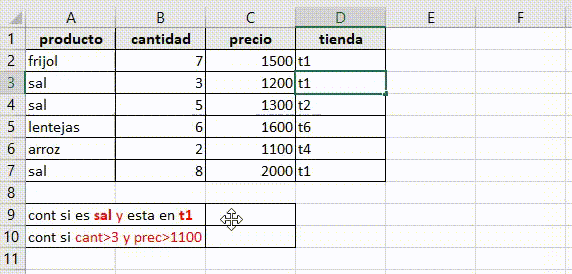 A B C D E F
1 producto cantidad precio tienda
2 frijol 7 1500 t1
3 sal 3 1200 t1
4 sal 5 1300 t2
5 lentejas 6 1600 t6
6 arroz 2 1100 t4
7 sal 8 2000 t1
8
9 cont si es sal y esta en t1
10 cont si cant>3 y prec>1100
11